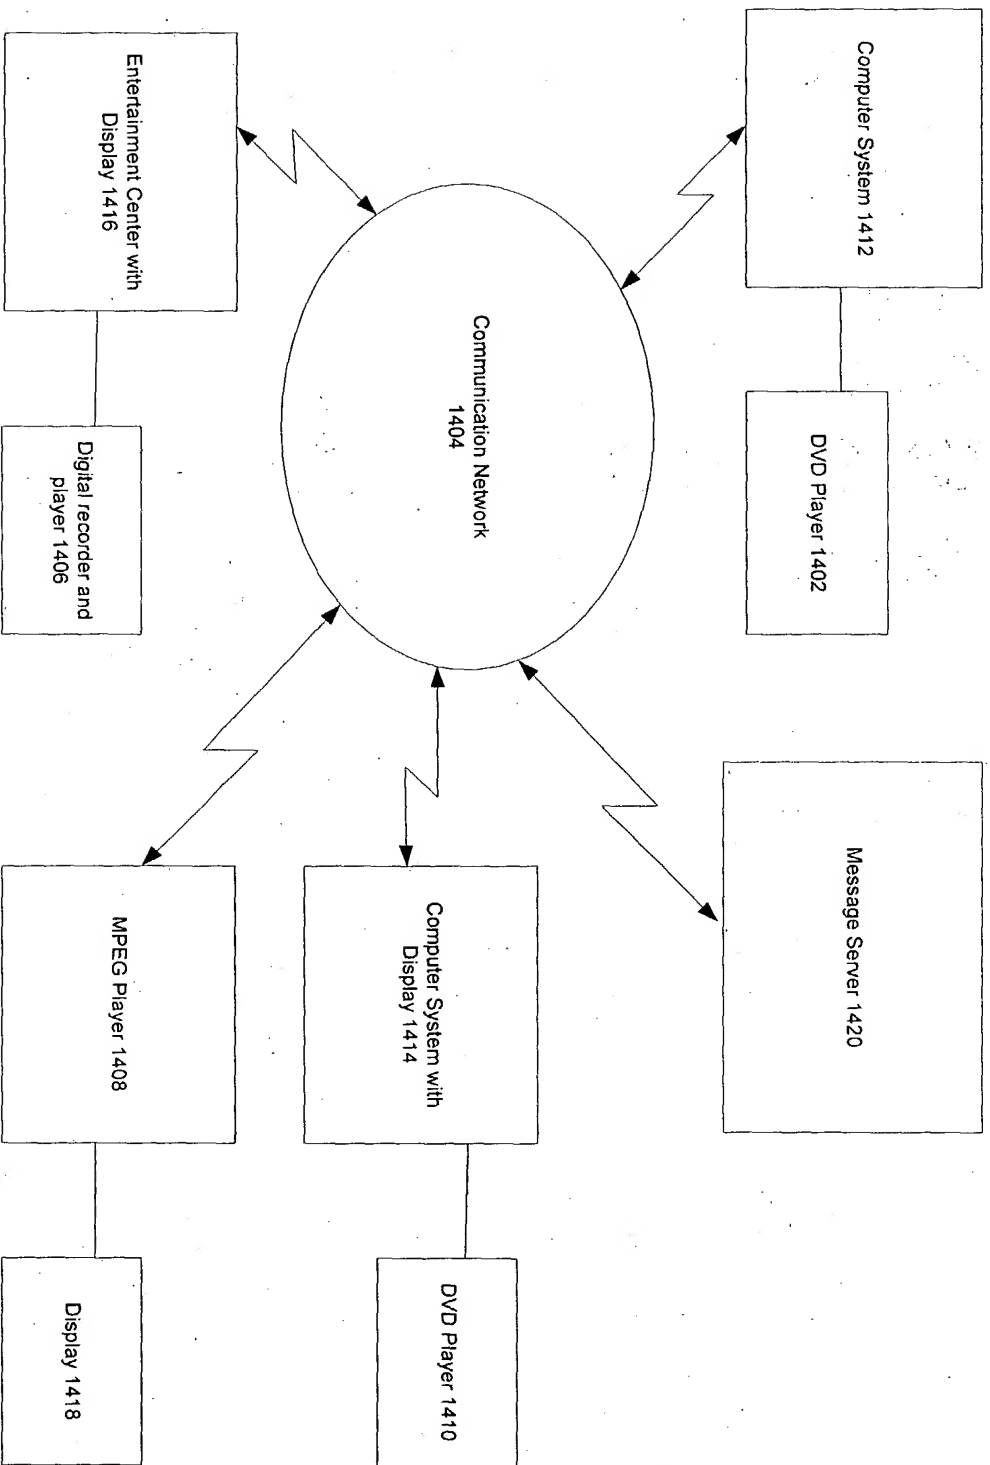 Computer System 1412
DVD Player 1402
Message Server 1420
Communication Network
1404
Computer System with
Display 1414
DVD Player 1410
Entertainment Center with
Display 1416
Digital recorder and
player 1406
MPEG Player 1408
Display 1418